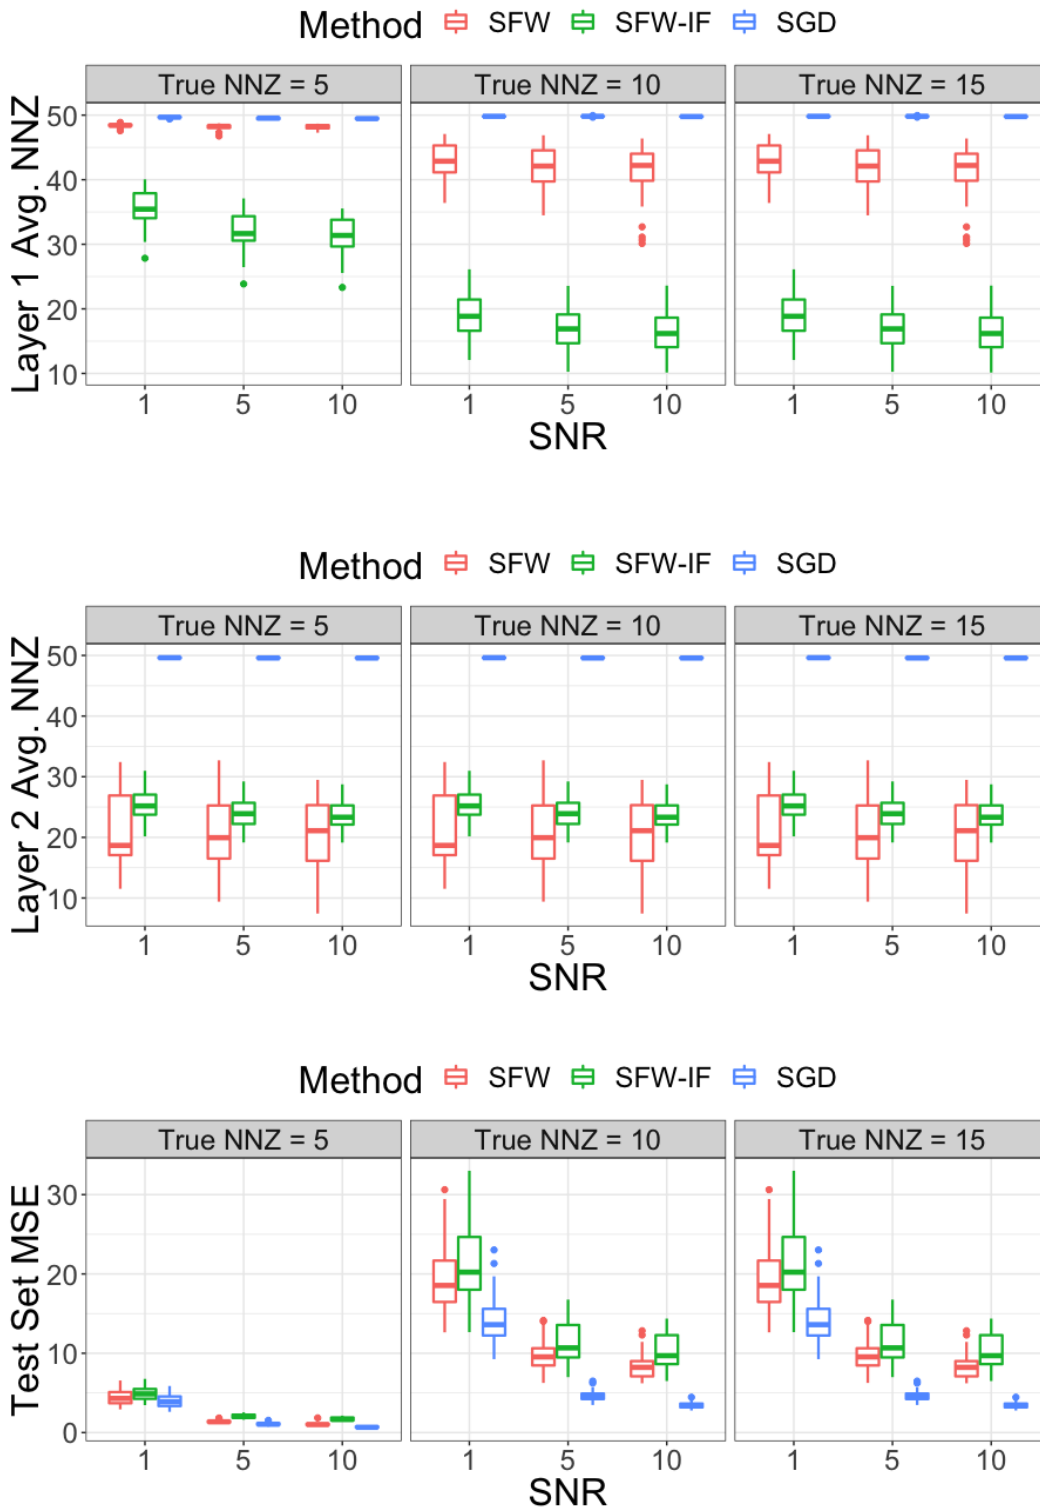 Method SFW SFW-IF SGD
True NNZ = 5 True NNZ = 10 True NNZ = 15
Layer 1 Avg. NNZ
50
40
30
20
10
1 5 10 1 5 10 1 5 10
SNR
Method SFW SFW-IF SGD
True NNZ = 5 True NNZ = 10 True NNZ = 15
Layer 2 Avg. NNZ
50
40
30
20
10
1 5 10 1 5 10 1 5 10
SNR
Method SFW SFW-IF SGD
True NNZ = 5 True NNZ = 10 True NNZ = 15
Test Set MSE
30
20
10
0
1 5 10 1 5 10 1 5 10
SNR